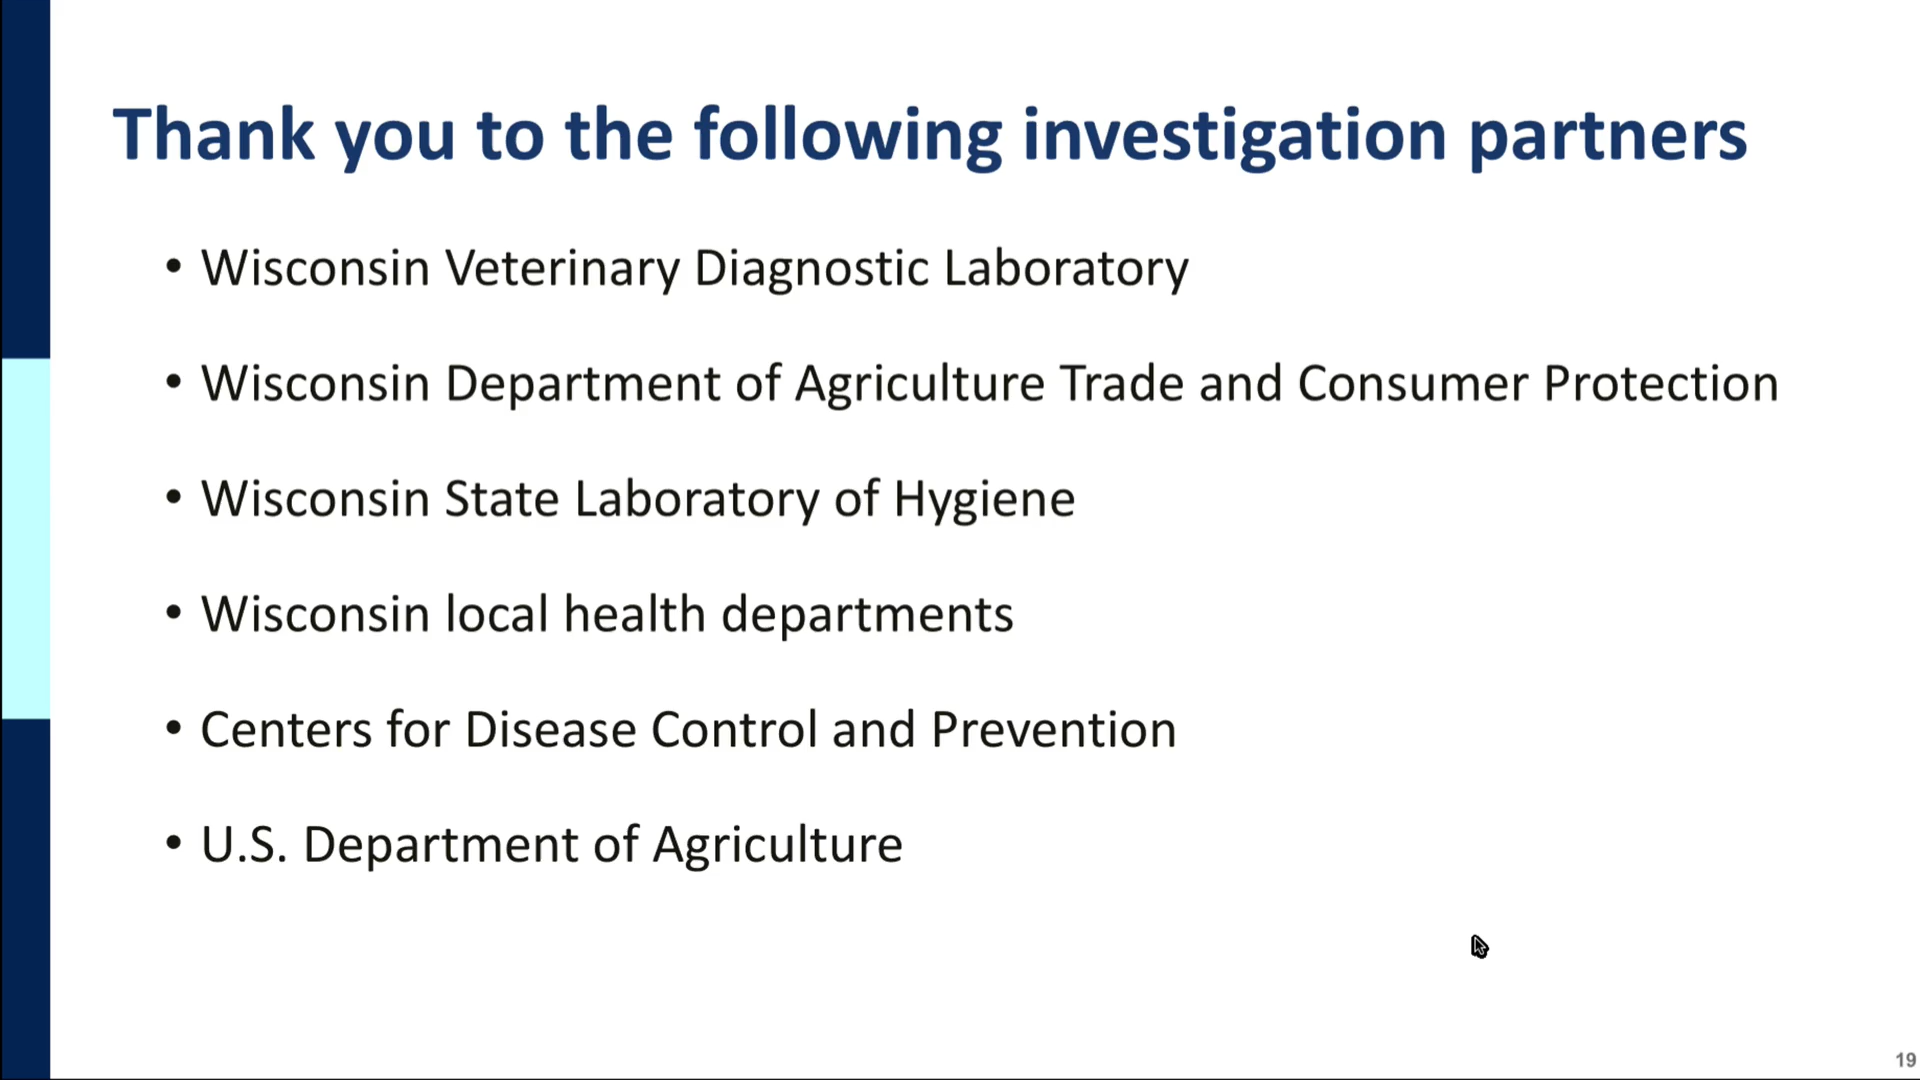 Thank you to the following investigation partners
• Wisconsin Veterinary Diagnostic Laboratory
• Wisconsin Department of Agriculture Trade and Consumer Protection
• Wisconsin State Laboratory of Hygiene
• Wisconsin local health departments
• Centers for Disease Control and Prevention
• U.S. Department of Agriculture
19